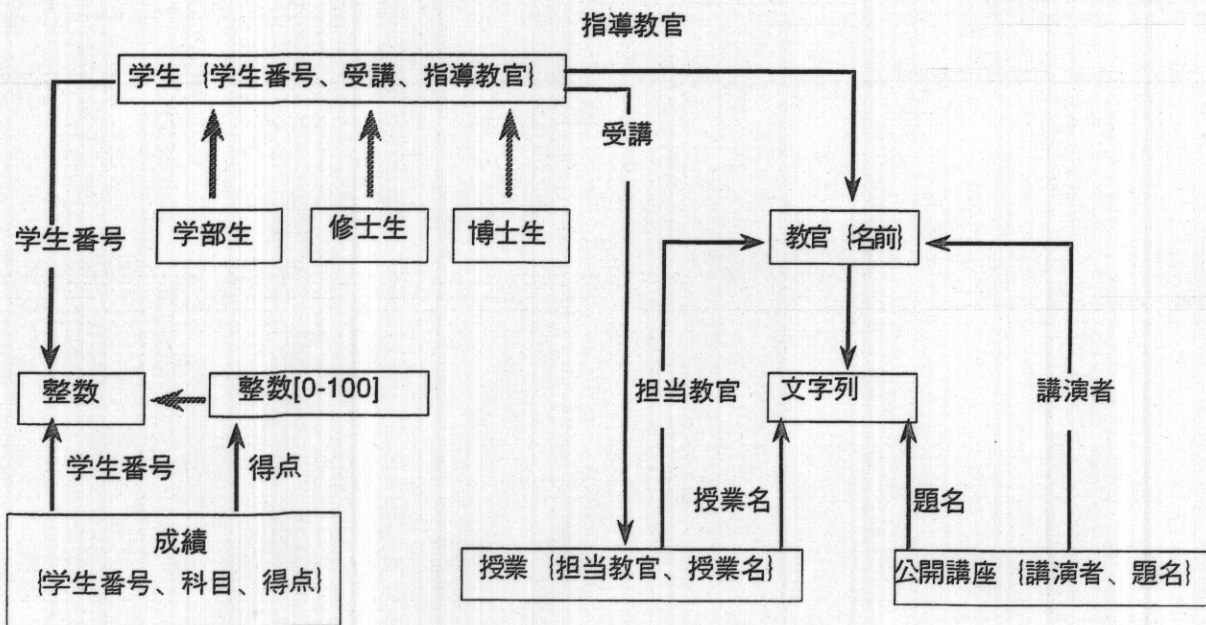 指導教官
学生 {学生番号、受講、指導教官}
受講
学生番号
学部生
修士生
博士生
教官 {名前}
整数
整数[0-100]
担当教官
文字列
講演者
学生番号
得点
授業名
題名
成績
{学生番号、科目、得点}
授業 {担当教官、授業名}
公開講座 {講演者、題名}